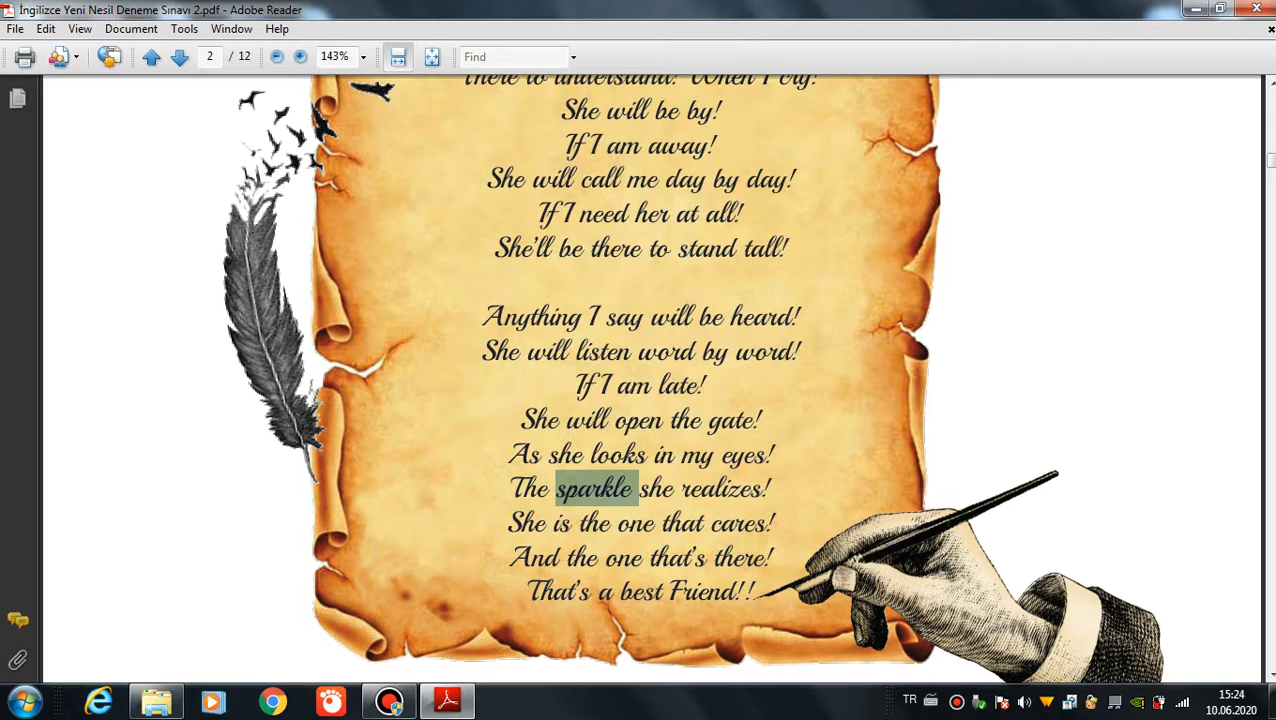 İngilizce Yeni Nesil Deneme Sınavı 2.pdf - Adobe Reader
File Edit View Document Tools Window Help
2 / 12 143% Find
there to understand! When I cry!
She will be by!
If I am away!
She will call me day by day!
If I need her at all!
She'll be there to stand tall!
Anything I say will be heard!
She will listen word by word!
If I am late!
She will open the gate!
As she looks in my eyes!
The sparkle she realizes!
She is the one that cares!
And the one that's there!
That's a best Friend!!
TR 15:24
10.06.2020